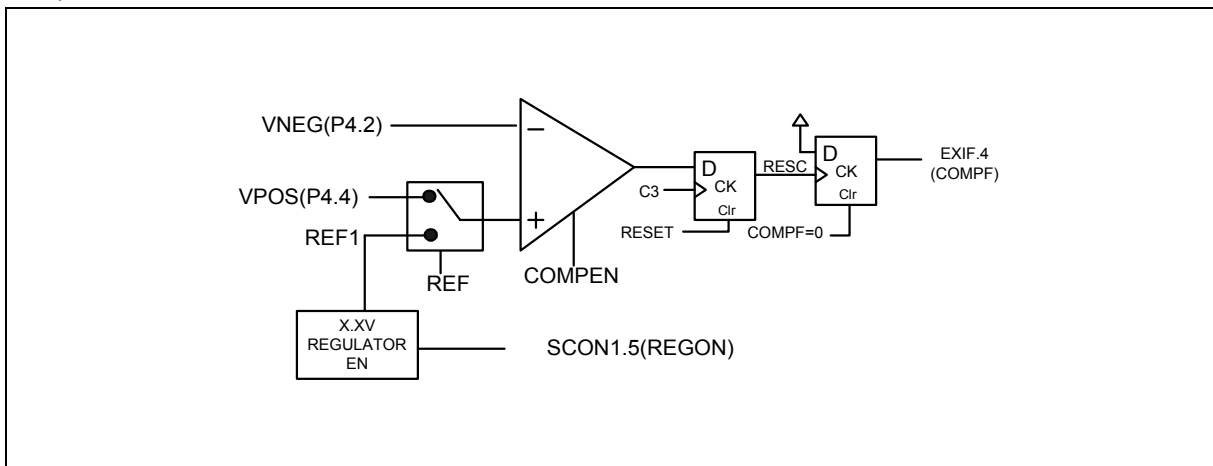 VNEG(P4.2)
−
VPOS(P4.4)
REF1
REF
+
COMPEN
X.XV
REGULATOR
EN
SCON1.5(REGON)
D
CK
Clr
C3
RESET
RESC
D
CK
Clr
COMPF=0
EXIF.4
(COMPF)